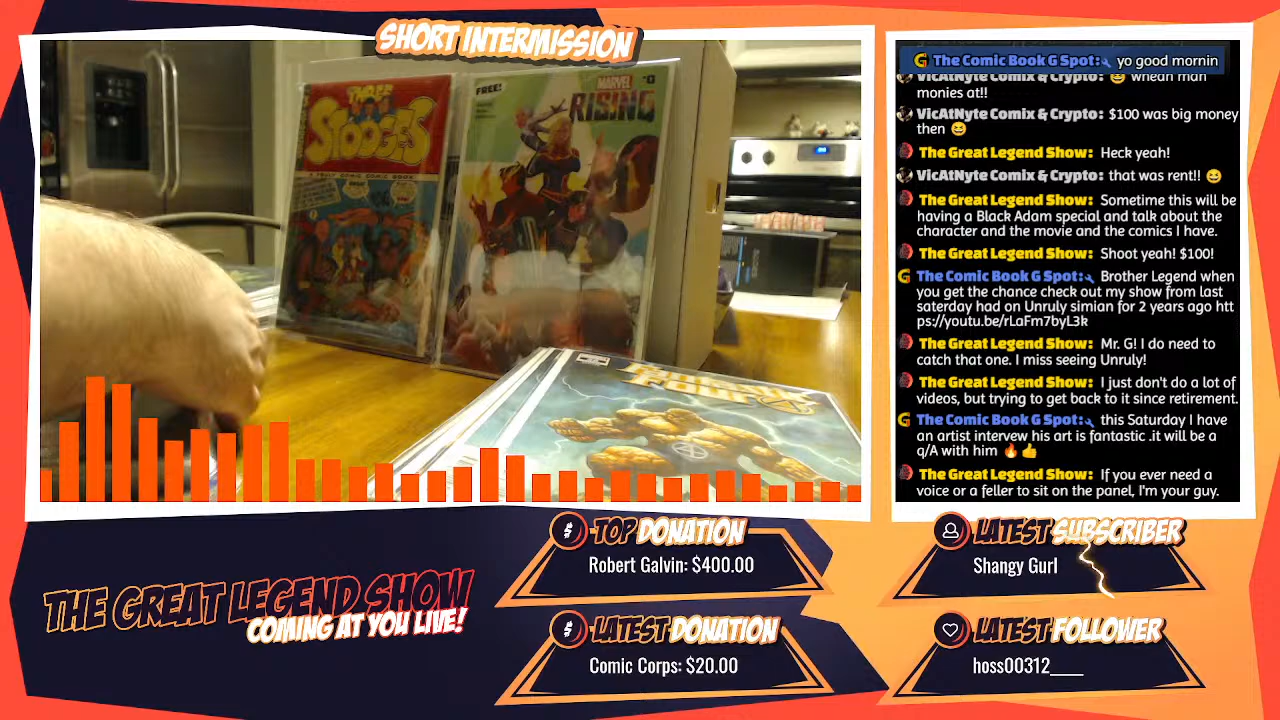 SHORT INTERMISSION
THREE
STOOGES
A TRULY COMIC COMIC BOOK
FREE!
MARVEL
RISING
#0
The Comic Book G Spot: yo good mornin
VicAtNyte Comix & Crypto: 😆 whean man
monies at!!
VicAtNyte Comix & Crypto: $100 was big money
then 😆
The Great Legend Show: Heck yeah!
VicAtNyte Comix & Crypto: that was rent!! 😆
The Great Legend Show: Sometime this will be
having a Black Adam special and talk about the
character and the movie and the comics I have.
The Great Legend Show: Shoot yeah! $100!
The Comic Book G Spot: Brother Legend when
you get the chance check out my show from last
saterday had on Unruly simian for 2 years ago htt
ps://youtu.be/rLaFm7byL3k
The Great Legend Show: Mr. G! I do need to
catch that one. I miss seeing Unruly!
The Great Legend Show: I just don't do a lot of
videos, but trying to get back to it since retirement.
The Comic Book G Spot: this Saturday I have
an artist intervew his art is fantastic .it will be a
q/A with him 🔥👍
The Great Legend Show: If you ever need a
voice or a feller to sit on the panel, I'm your guy.
THE GREAT LEGEND SHOW
COMING AT YOU LIVE!
TOP DONATION
Robert Galvin: $400.00
LATEST DONATION
Comic Corps: $20.00
LATEST SUBSCRIBER
Shangy Gurl
LATEST FOLLOWER
hoss00312___